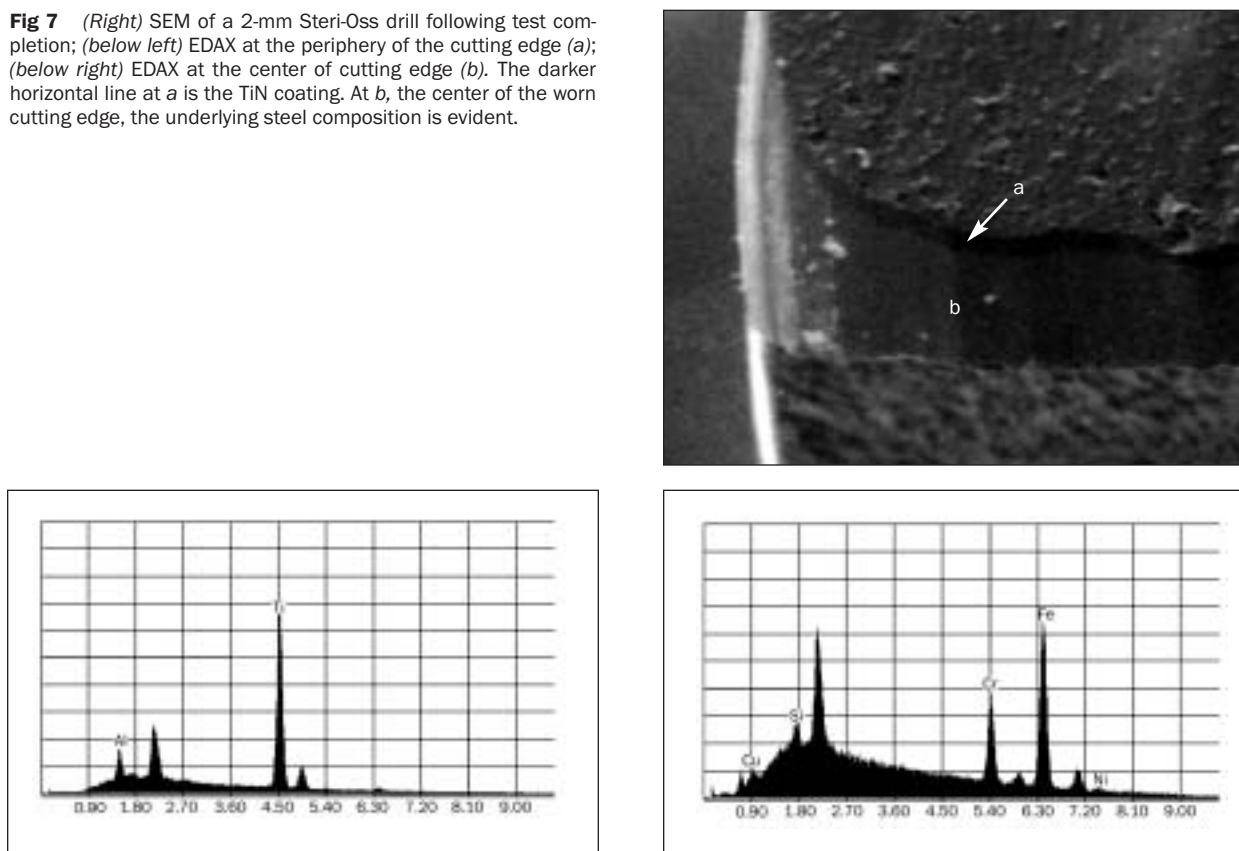 Fig 7 (Right) SEM of a 2-mm Steri-Oss drill following test com-
pletion; (below left) EDAX at the periphery of the cutting edge (a);
(below right) EDAX at the center of cutting edge (b). The darker
horizontal line at a is the TiN coating. At b, the center of the worn
cutting edge, the underlying steel composition is evident.
a
b
Ti
Al
0.90 1.80 2.70 3.60 4.50 5.40 6.30 7.20 8.10 9.00
Fe
Cr
Si
Cu
Ni
0.90 1.80 2.70 3.60 4.50 5.40 6.30 7.20 8.10 9.00